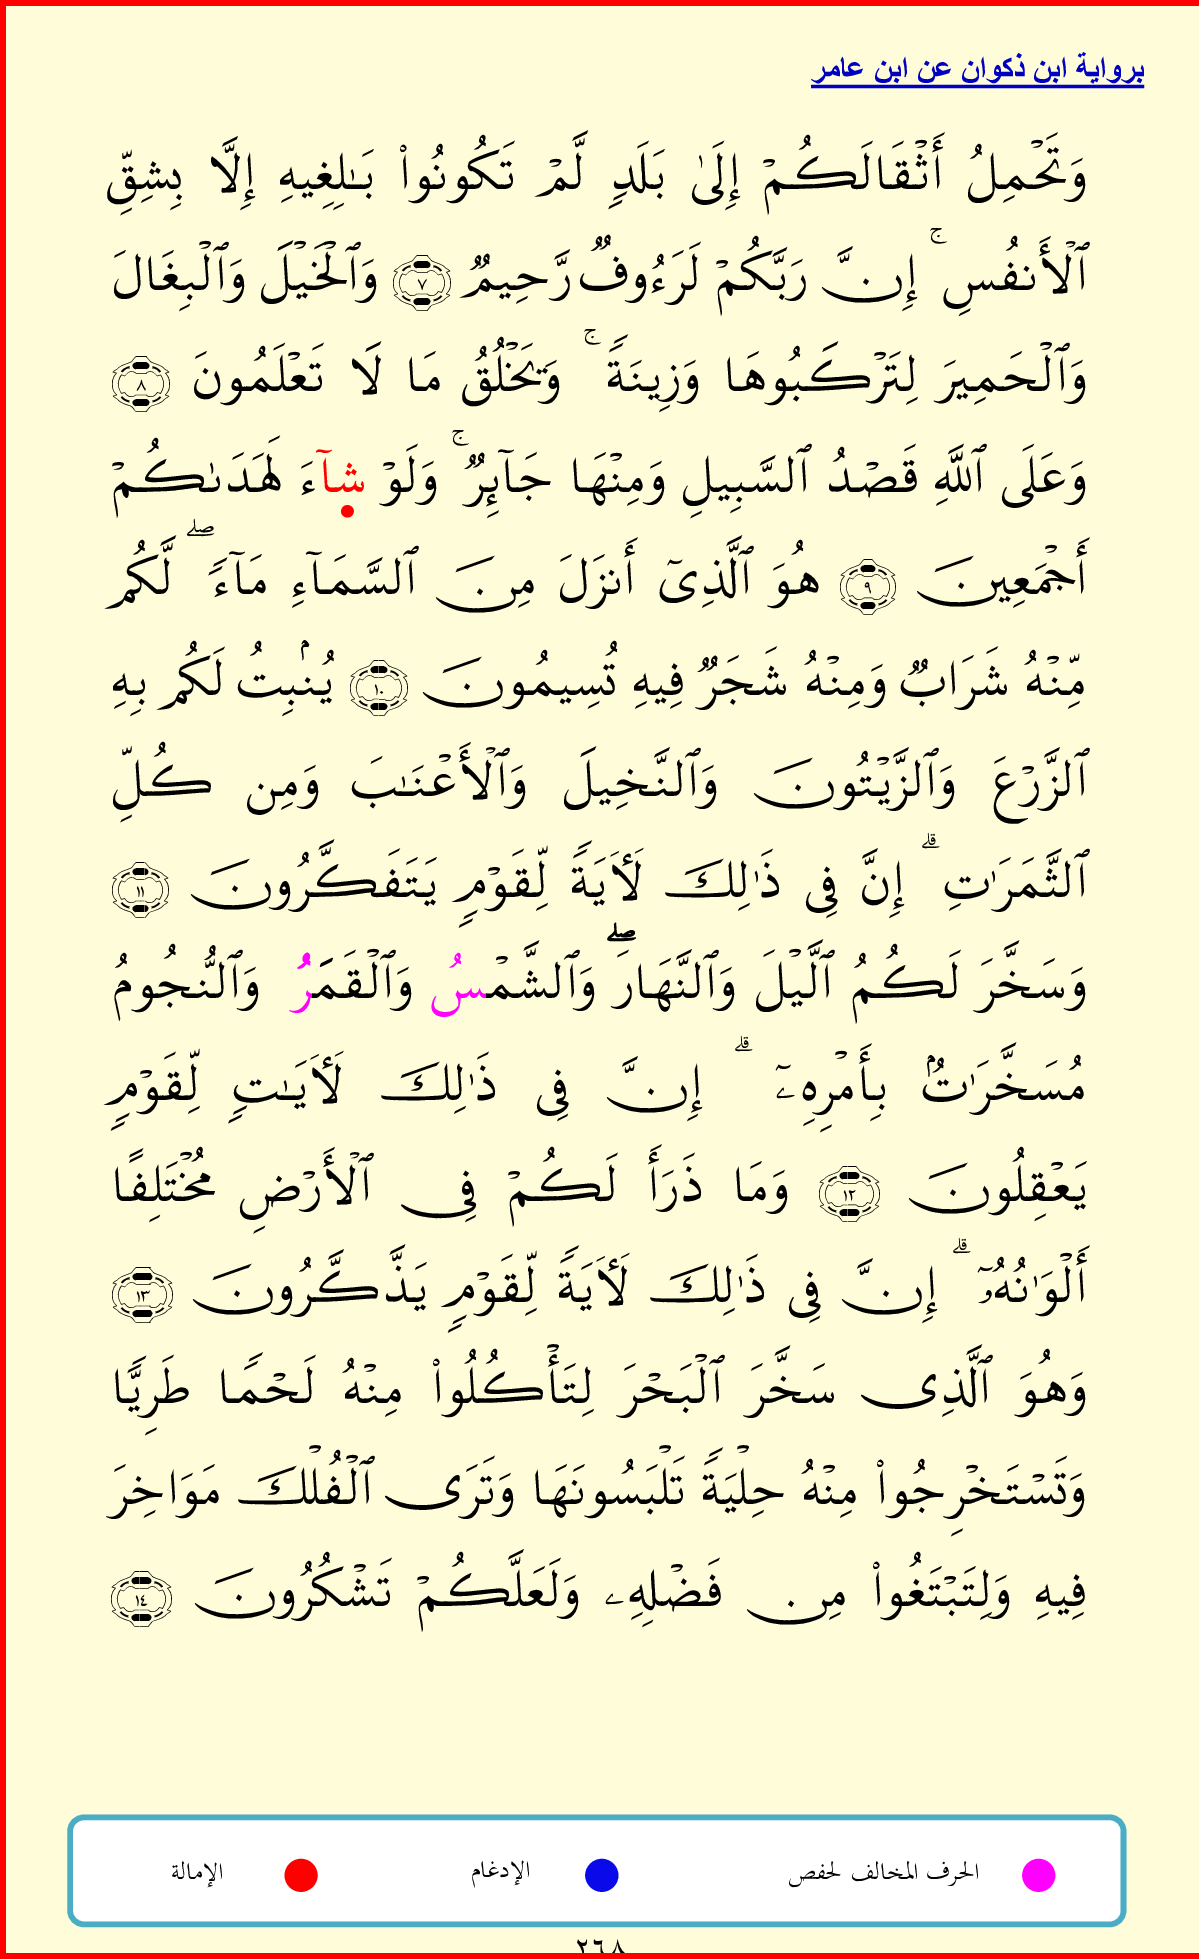 برواية ابن ذكوان عن ابن عامر
وَتَحۡمِلُ أَثۡقَالَكُمۡ إِلَىٰ بَلَدٖ لَّمۡ تَكُونُواْ بَٰلِغِيهِ إِلَّا بِشِقِّ
ٱلۡأَنفُسِۚ إِنَّ رَبَّكُمۡ لَرَءُوفٞ رَّحِيمٞ ٧ وَٱلۡخَيۡلَ وَٱلۡبِغَالَ
وَٱلۡحَمِيرَ لِتَرۡكَبُوهَا وَزِينَةٗۚ وَيَخۡلُقُ مَا لَا تَعۡلَمُونَ ٨
وَعَلَى ٱللَّهِ قَصۡدُ ٱلسَّبِيلِ وَمِنۡهَا جَآئِرٞۚ وَلَوۡ شَآءَ لَهَدَىٰكُمۡ
أَجۡمَعِينَ ٩ هُوَ ٱلَّذِيٓ أَنزَلَ مِنَ ٱلسَّمَآءِ مَآءٗۖ لَّكُم
مِّنۡهُ شَرَابٞ وَمِنۡهُ شَجَرٞ فِيهِ تُسِيمُونَ ١٠ يُنۢبِتُ لَكُم بِهِ
ٱلزَّرۡعَ وَٱلزَّيۡتُونَ وَٱلنَّخِيلَ وَٱلۡأَعۡنَٰبَ وَمِن كُلِّ
ٱلثَّمَرَٰتِۗ إِنَّ فِي ذَٰلِكَ لَأٓيَةٗ لِّقَوۡمٖ يَتَفَكَّرُونَ ١١
وَسَخَّرَ لَكُمُ ٱلَّيۡلَ وَٱلنَّهَارَۖ وَٱلشَّمۡسُ وَٱلۡقَمَرُ وَٱلنُّجُومُ
مُسَخَّرَٰتُۢ بِأَمۡرِهِۦٓۗ إِنَّ فِي ذَٰلِكَ لَأٓيَٰتٖ لِّقَوۡمٖ
يَعۡقِلُونَ ١٢ وَمَا ذَرَأَ لَكُمۡ فِي ٱلۡأَرۡضِ مُخۡتَلِفًا
أَلۡوَٰنُهُۥٓۗ إِنَّ فِي ذَٰلِكَ لَأٓيَةٗ لِّقَوۡمٖ يَذَّكَّرُونَ ١٣
وَهُوَ ٱلَّذِي سَخَّرَ ٱلۡبَحۡرَ لِتَأۡكُلُواْ مِنۡهُ لَحۡمٗا طَرِيّٗا
وَتَسۡتَخۡرِجُواْ مِنۡهُ حِلۡيَةٗ تَلۡبَسُونَهَا وَتَرَى ٱلۡفُلۡكَ مَوَاخِرَ
فِيهِ وَلِتَبۡتَغُواْ مِن فَضۡلِهِۦ وَلَعَلَّكُمۡ تَشۡكُرُونَ ١٤
الحرف المخالف لحفص الإدغام الإمالة
٢٦٨